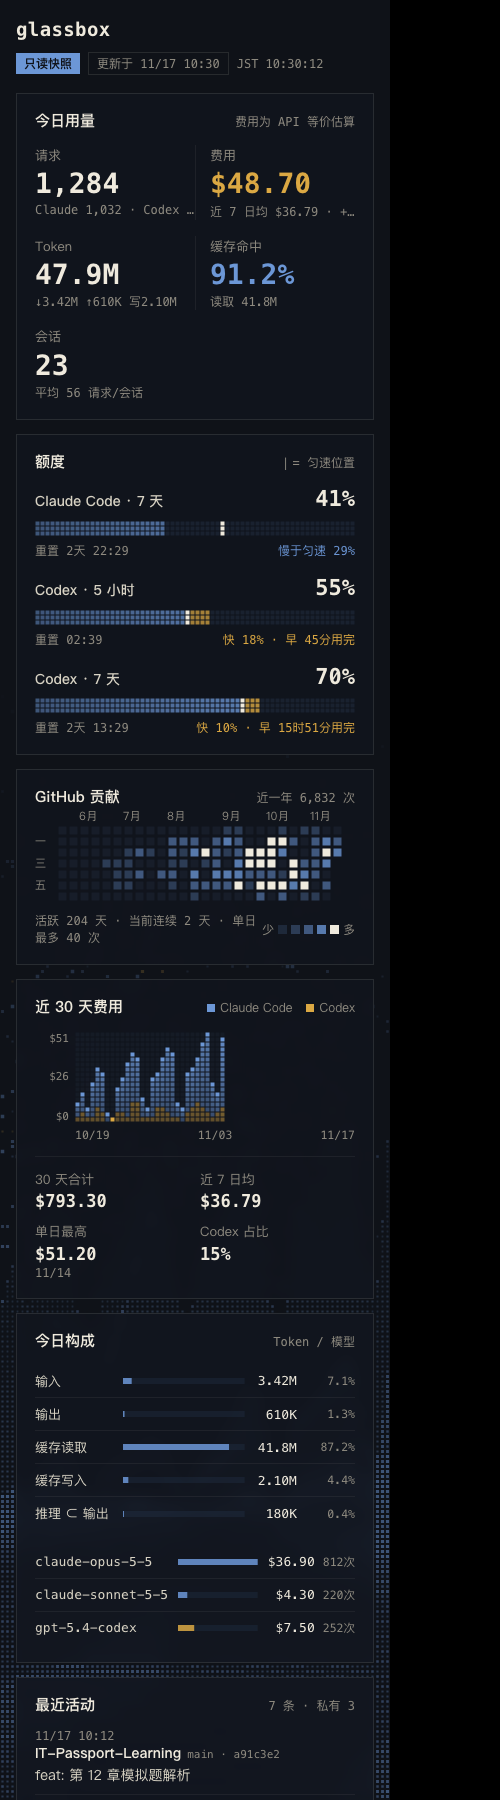 glassbox
只读快照 更新于 11/17 10:30 JST 10:30:12
今日用量 费用为 API 等价估算
请求 费用
1,284 $48.70
Claude 1,032 · Codex … 近 7 日均 $36.79 · +…
Token 缓存命中
47.9M 91.2%
↓3.42M ↑610K 写2.10M 读取 41.8M
会话
23
平均 56 请求/会话
额度 | = 匀速位置
Claude Code · 7 天 41%
重置 2天 22:29 慢于匀速 29%
Codex · 5 小时 55%
重置 02:39 快 18% · 早 45分用完
Codex · 7 天 70%
重置 2天 13:29 快 10% · 早 15时51分用完
GitHub 贡献 近一年 6,832 次
6月 7月 8月 9月 10月 11月
一
三
五
活跃 204 天 · 当前连续 2 天 · 单日
最多 40 次
少 多
近 30 天费用 Claude Code Codex
$51
$26
$0
10/19 11/03 11/17
30 天合计 近 7 日均
$793.30 $36.79
单日最高 Codex 占比
$51.20 15%
11/14
今日构成 Token / 模型
输入 3.42M 7.1%
输出 610K 1.3%
缓存读取 41.8M 87.2%
缓存写入 2.10M 4.4%
推理 ⊂ 输出 180K 0.4%
claude-opus-5-5 $36.90 812次
claude-sonnet-5-5 $4.30 220次
gpt-5.4-codex $7.50 252次
最近活动 7 条 · 私有 3
11/17 10:12
IT-Passport-Learning main · a91c3e2
feat: 第 12 章模拟题解析